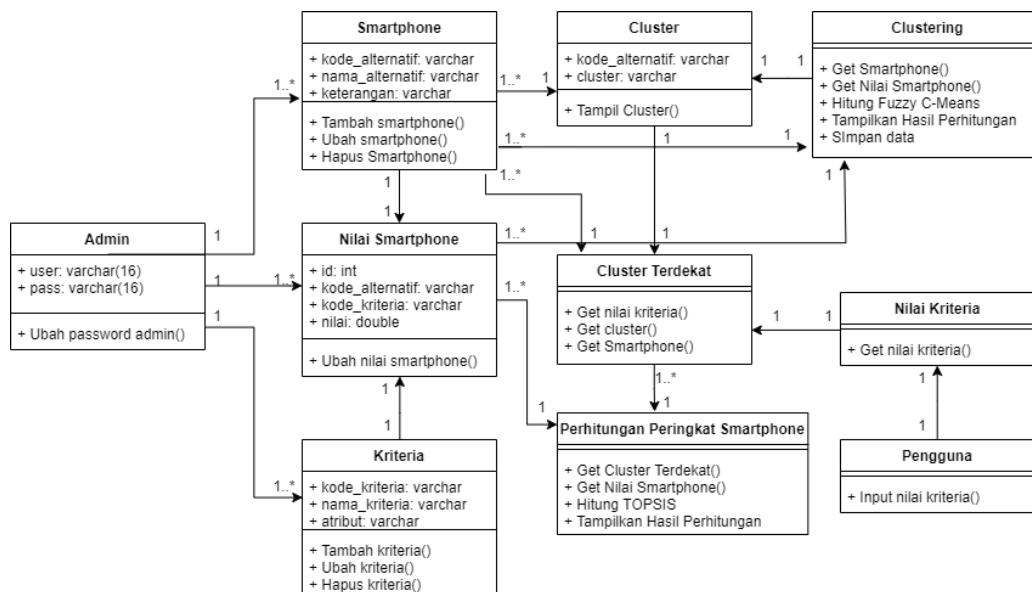 Smartphone
+ kode_alternatif: varchar
+ nama_alternatif: varchar
+ keterangan: varchar
+ Tambah smartphone()
+ Ubah smartphone()
+ Hapus Smartphone()
Cluster
+ kode_alternatif: varchar
+ cluster: varchar
+ Tampil Cluster()
Clustering
+ Get Smartphone()
+ Get Nilai Smartphone()
+ Hitung Fuzzy C-Means
+ Tampilkan Hasil Perhitungan
+ SImpan data
1..*
1
1
1
1..*
1..*
1
1
1..*
1
1
1
1
Admin
+ user: varchar(16)
+ pass: varchar(16)
+ Ubah password admin()
1
1
1..*
1
1..*
Nilai Smartphone
+ id: int
+ kode_alternatif: varchar
+ kode_kriteria: varchar
+ nilai: double
+ Ubah nilai smartphone()
1..*
1..*
1
1
1
1
Cluster Terdekat
+ Get nilai kriteria()
+ Get cluster()
+ Get Smartphone()
1
1
1..*
1
Nilai Kriteria
+ Get nilai kriteria()
1
1
Kriteria
+ kode_kriteria: varchar
+ nama_kriteria: varchar
+ atribut: varchar
+ Tambah kriteria()
+ Ubah kriteria()
+ Hapus kriteria()
Perhitungan Peringkat Smartphone
+ Get Cluster Terdekat()
+ Get Nilai Smartphone()
+ Hitung TOPSIS
+ Tampilkan Hasil Perhitungan
Pengguna
+ Input nilai kriteria()